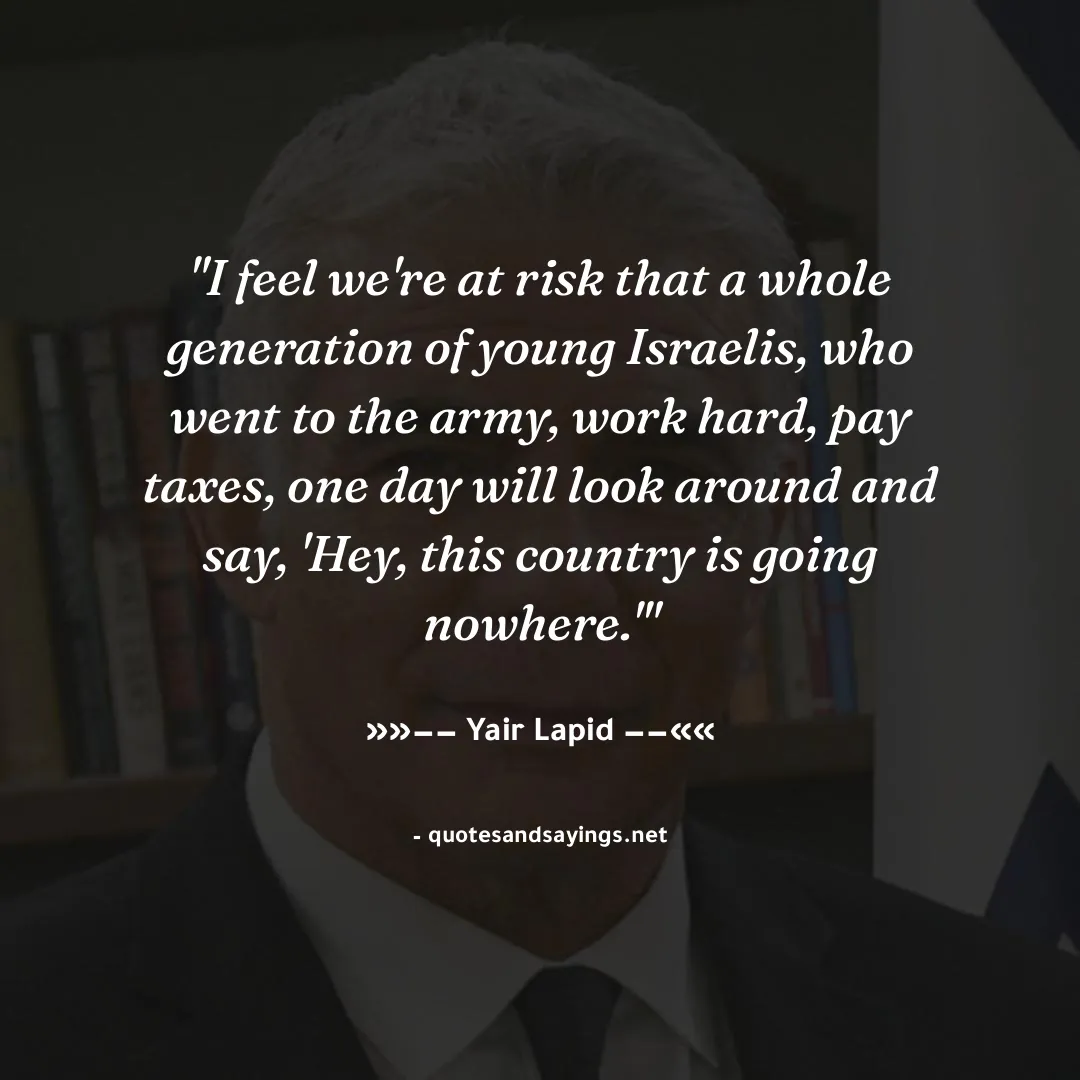 "I feel we're at risk that a whole
generation of young Israelis, who
went to the army, work hard, pay
taxes, one day will look around and
say, 'Hey, this country is going
nowhere.'"
»»–– Yair Lapid ––««
- quotesandsayings.net